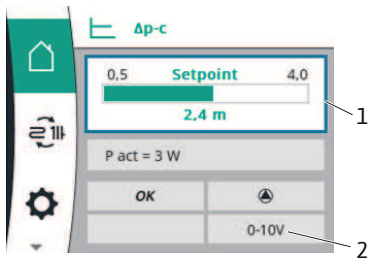 Δp-c
0,5 Setpoint 4,0
2,4 m
P act = 3 W
OK
0-10V
1
2